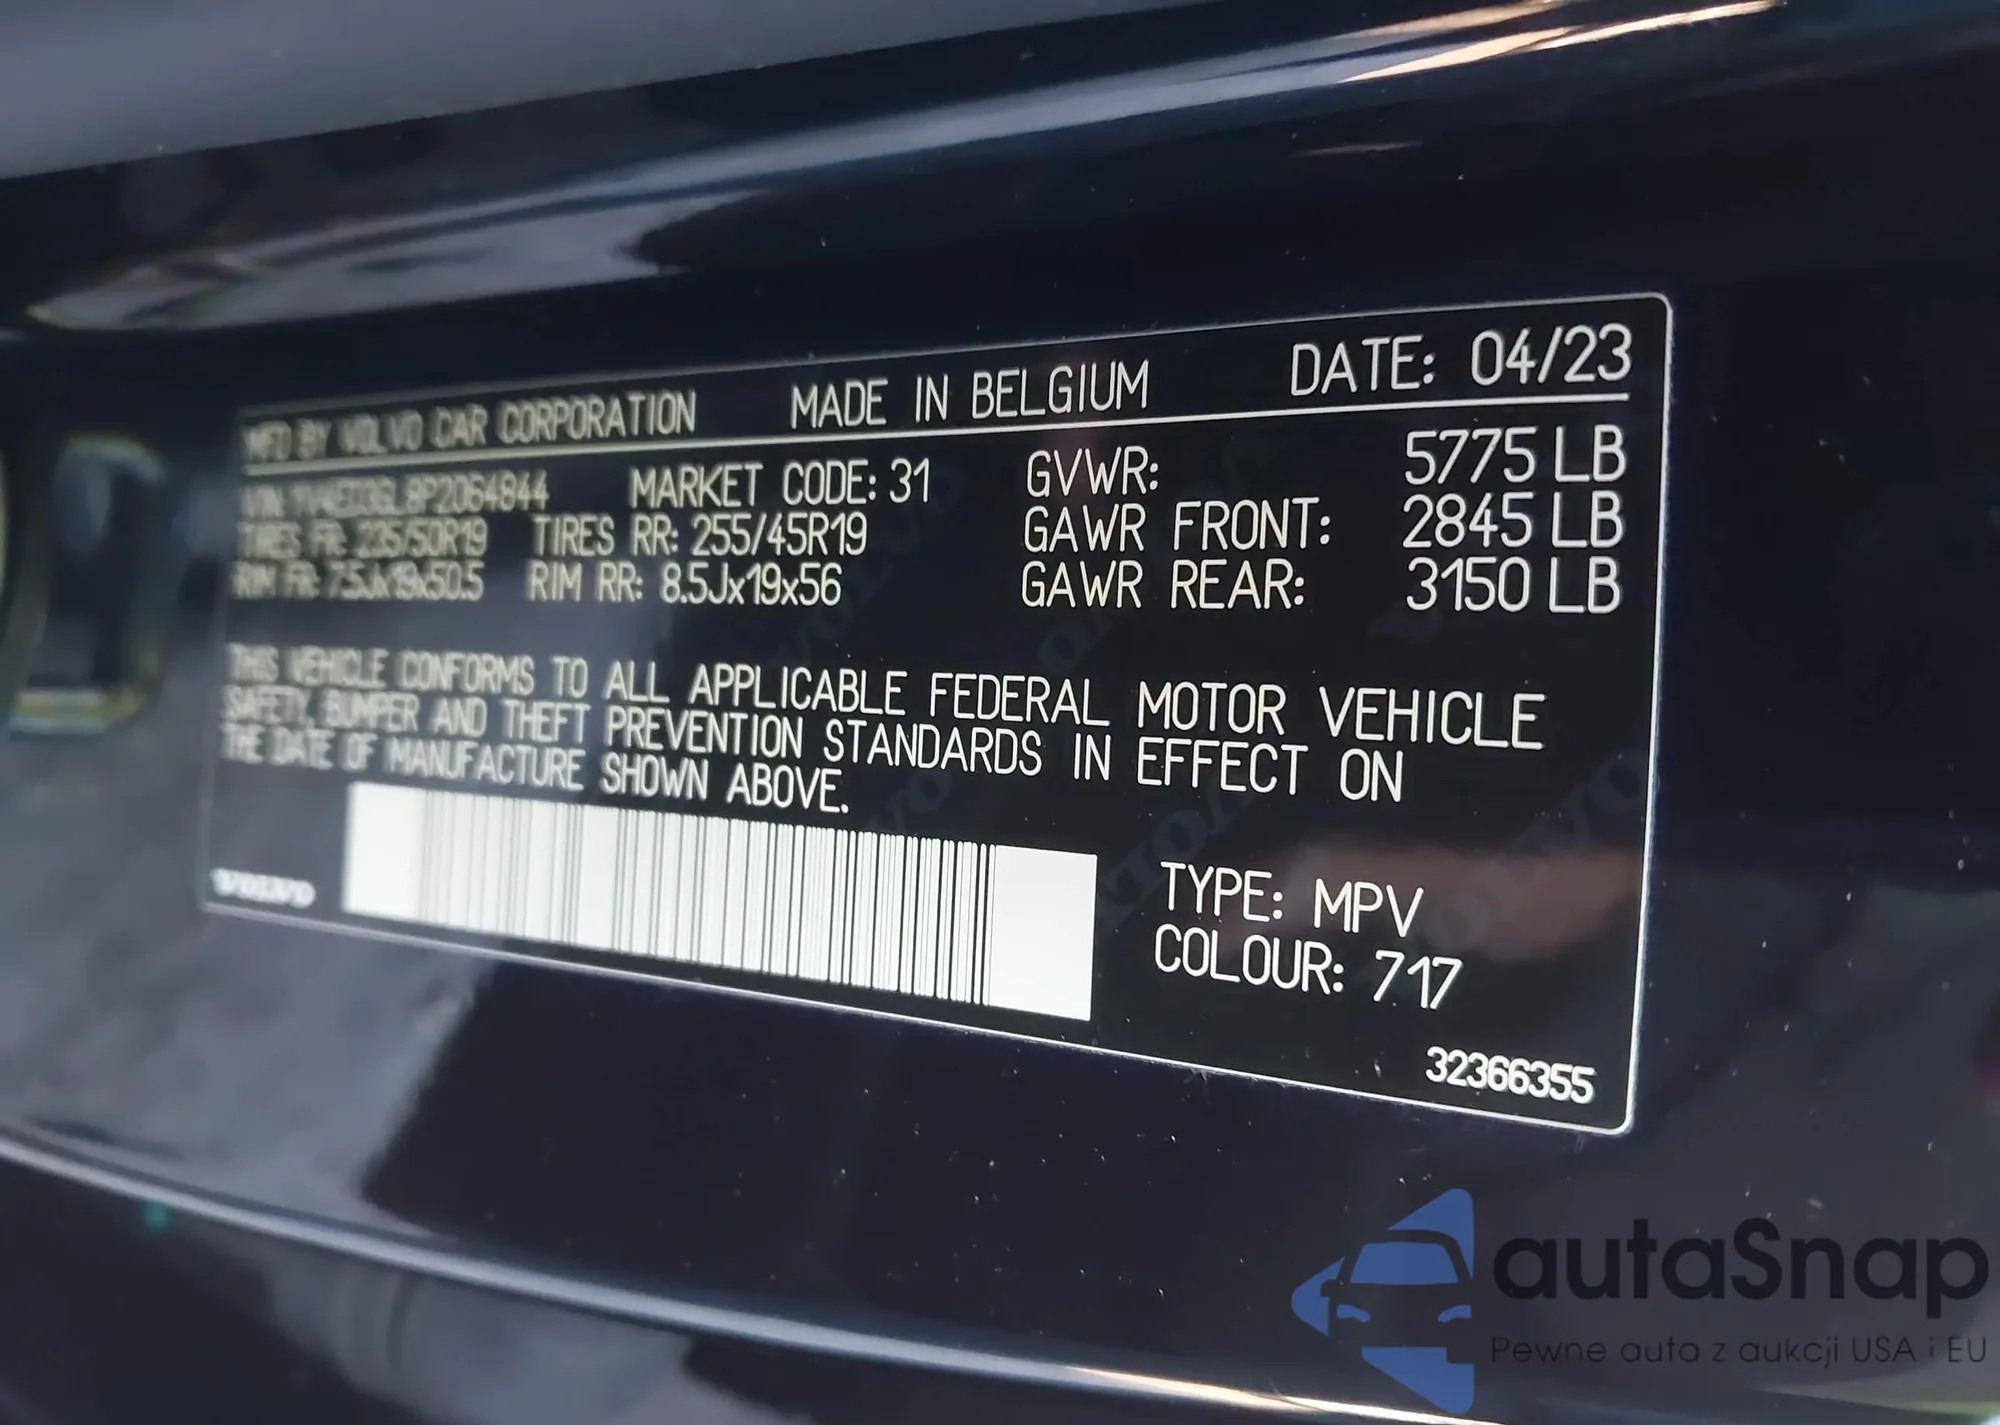 MFD BY VOLVO CAR CORPORATION MADE IN BELGIUM DATE: 04/23
VIN: YV4ED3GL8P2064844 MARKET CODE: 31 GVWR: 5775 LB
TIRES FR: 235/50R19 TIRES RR: 255/45R19 GAWR FRONT: 2845 LB
RIM FR: 7.5Jx19x50.5 RIM RR: 8.5Jx19x56 GAWR REAR: 3150 LB
THIS VEHICLE CONFORMS TO ALL APPLICABLE FEDERAL MOTOR VEHICLE
SAFETY, BUMPER AND THEFT PREVENTION STANDARDS IN EFFECT ON
THE DATE OF MANUFACTURE SHOWN ABOVE.
VOLVO
TYPE: MPV
COLOUR: 717
32366355
autaSnap
Pewne auta z aukcji USA i EU